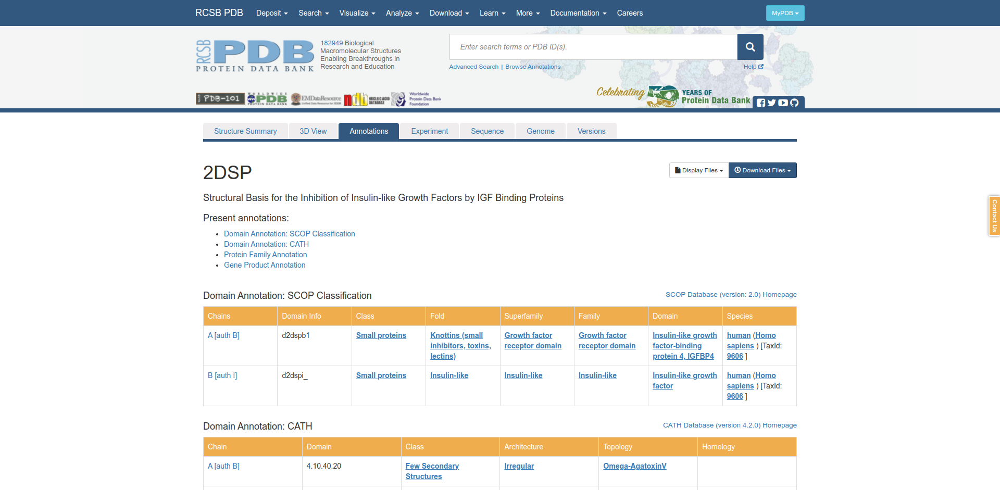 RCSB PDB Deposit Search Visualize Analyze Download Learn More Documentation Careers MyPDB
RCSB PDB
PROTEIN DATA BANK
182949 Biological
Macromolecular Structures
Enabling Breakthroughs in
Research and Education
Enter search terms or PDB ID(s).
Advanced Search | Browse Annotations Help
PDB-101
WORLDWIDE
PDB
PROTEIN DATA BANK
EMDataResource
Unified Data Resource for 3DEM
ndb NUCLEIC ACID
DATABASE
Worldwide
Protein Data Bank
Foundation
Celebrating YEARS OF
Protein Data Bank
Structure Summary 3D View Annotations Experiment Sequence Genome Versions
2DSP
Display Files Download Files
Structural Basis for the Inhibition of Insulin-like Growth Factors by IGF Binding Proteins
Contact Us
Present annotations:
Domain Annotation: SCOP Classification
Domain Annotation: CATH
Protein Family Annotation
Gene Product Annotation
Domain Annotation: SCOP Classification SCOP Database (version: 2.0) Homepage
Chains Domain Info Class Fold Superfamily Family Domain Species
A [auth B] d2dspb1 Small proteins Knottins (small Growth factor Growth factor Insulin-like growth human (Homo
inhibitors, toxins, receptor domain receptor domain factor-binding sapiens ) [TaxId:
lectins) protein 4, IGFBP4 9606 ]
B [auth I] d2dspi_ Small proteins Insulin-like Insulin-like Insulin-like Insulin-like growth human (Homo
factor sapiens ) [TaxId:
9606 ]
Domain Annotation: CATH CATH Database (version 4.2.0) Homepage
Chain Domain Class Architecture Topology Homology
A [auth B] 4.10.40.20 Few Secondary Irregular Omega-AgatoxinV
Structures